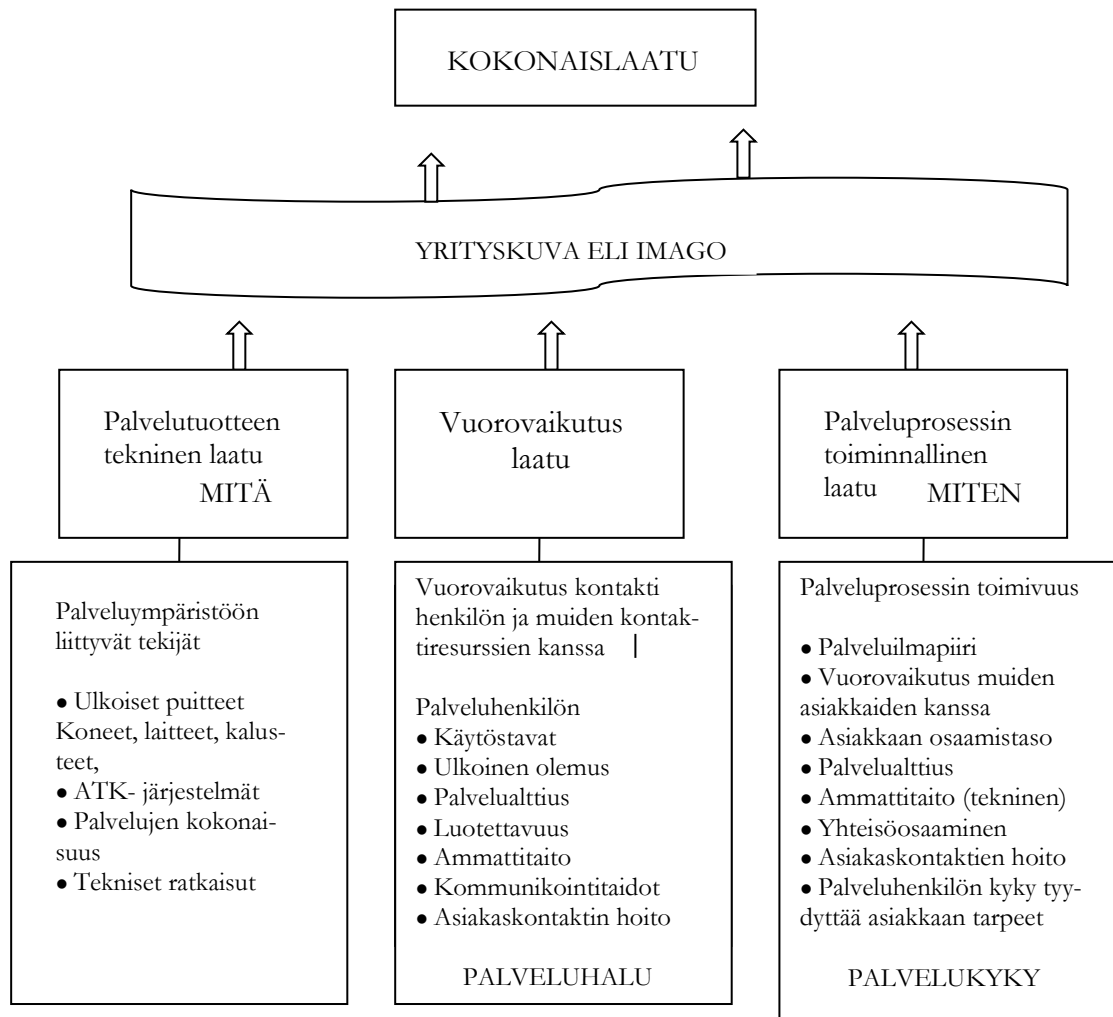 KOKONAISLAATU
YRITYSKUVA ELI IMAGO
Palvelutuotteen
tekninen laatu
MITÄ
Vuorovaikutus
laatu
Palveluprosessin
toiminnallinen
laatu MITEN
Palveluympäristöön
liittyvät tekijät
● Ulkoiset puitteet
Koneet, laitteet, kalus-
teet,
● ATK- järjestelmät
● Palvelujen kokonai-
suus
● Tekniset ratkaisut
Vuorovaikutus kontakti
henkilön ja muiden kontak-
tiresurssien kanssa
Palveluhenkilön
● Käytöstavat
● Ulkoinen olemus
● Palvelualttius
● Luotettavuus
● Ammattitaito
● Kommunikointitaidot
● Asiakaskontaktin hoito
PALVELUHALU
Palveluprosessin toimivuus
● Palveluilmapiiri
● Vuorovaikutus muiden
asiakkaiden kanssa
● Asiakkaan osaamistaso
● Palvelualttius
● Ammattitaito (tekninen)
● Yhteisöosaaminen
● Asiakaskontaktien hoito
● Palveluhenkilön kyky tyy-
dyttää asiakkaan tarpeet
PALVELUKYKY